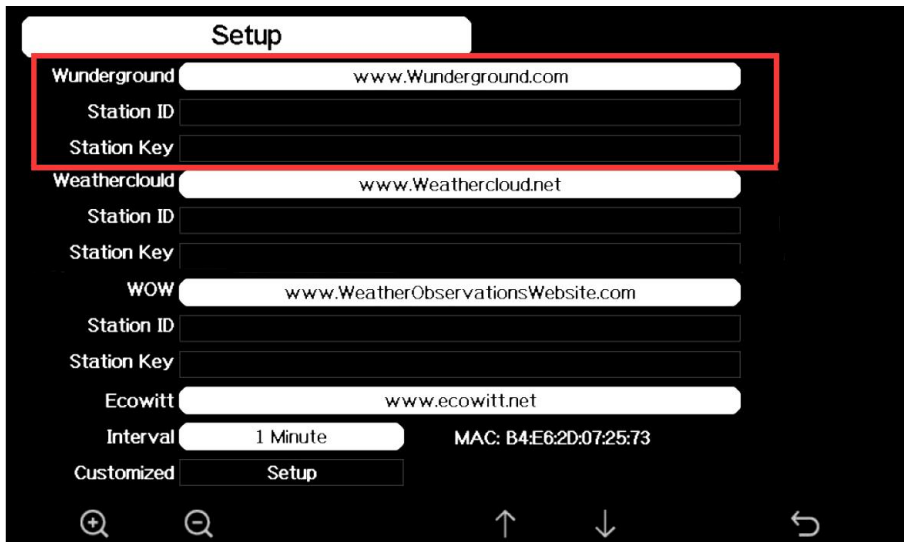 Setup
Wunderground www.Wunderground.com
Station ID
Station Key
Weatherclould www.Weathercloud.net
Station ID
Station Key
WOW www.WeatherObservationsWebsite.com
Station ID
Station Key
Ecowitt www.ecowitt.net
Interval 1 Minute MAC: B4:E6:2D:07:25:73
Customized Setup